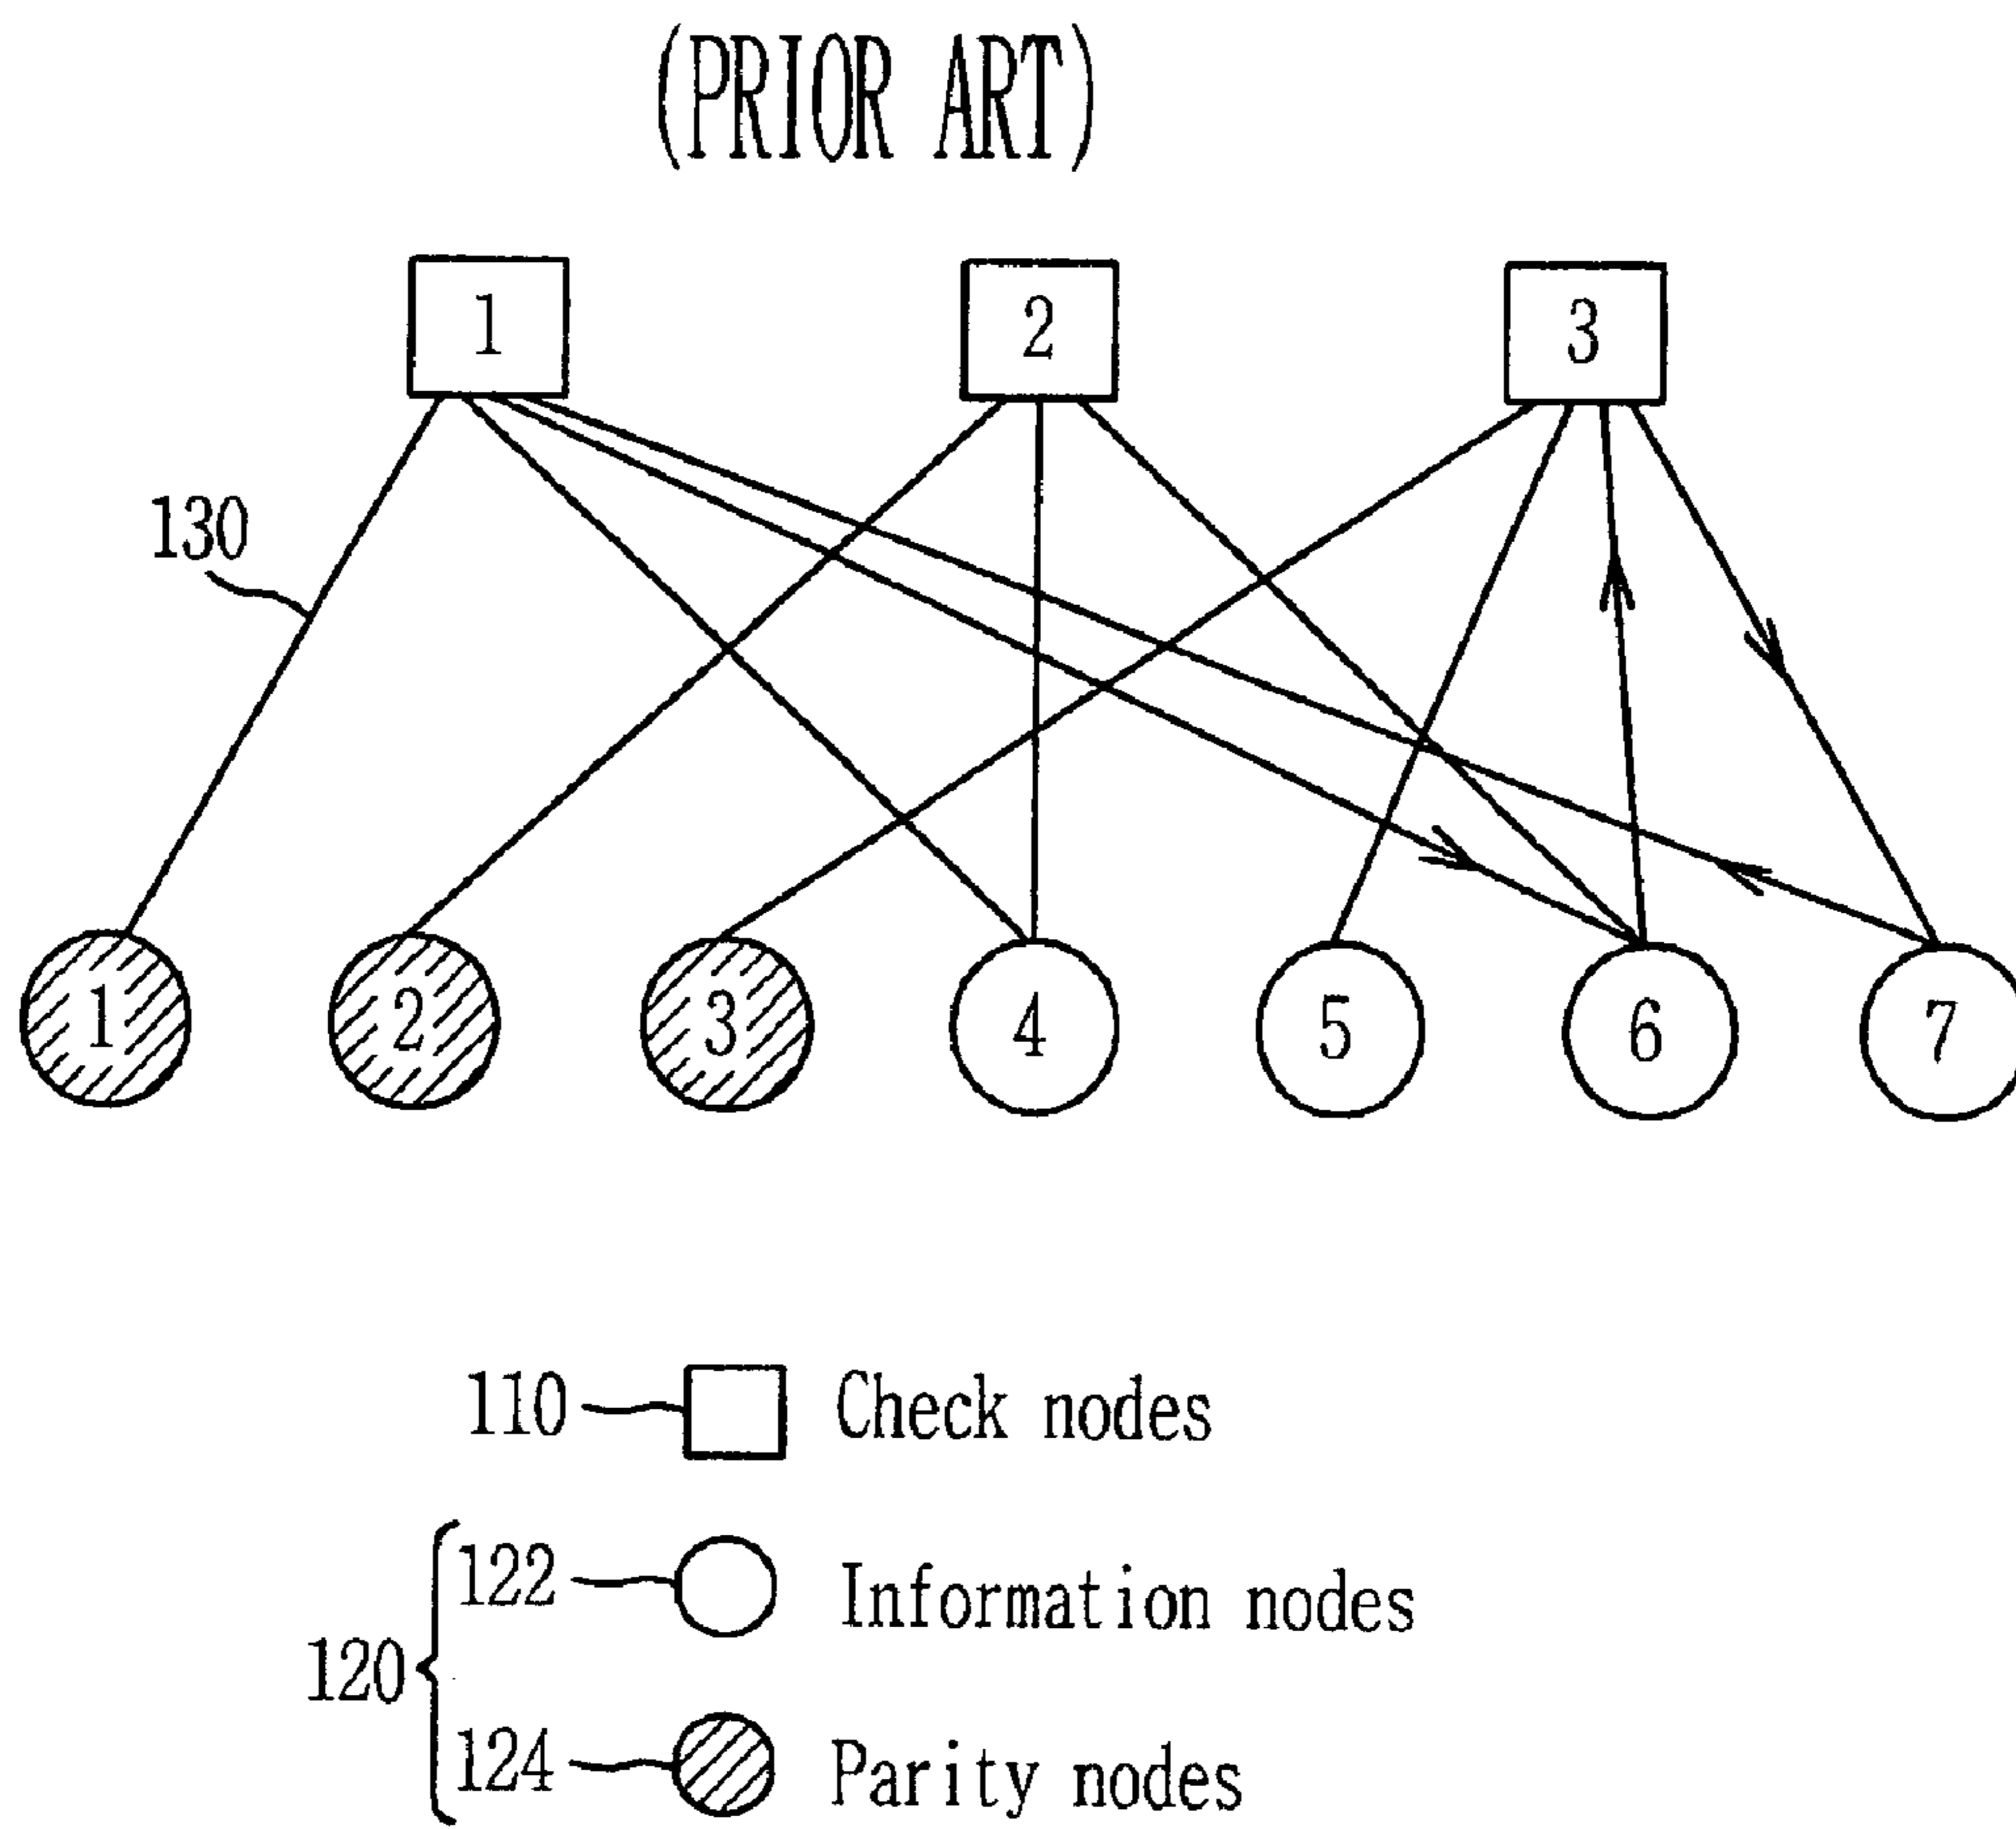 (PRIOR ART)
1 2 3
130
1 2 3 4 5 6 7
110 Check nodes
122 Information nodes
120
124 Parity nodes